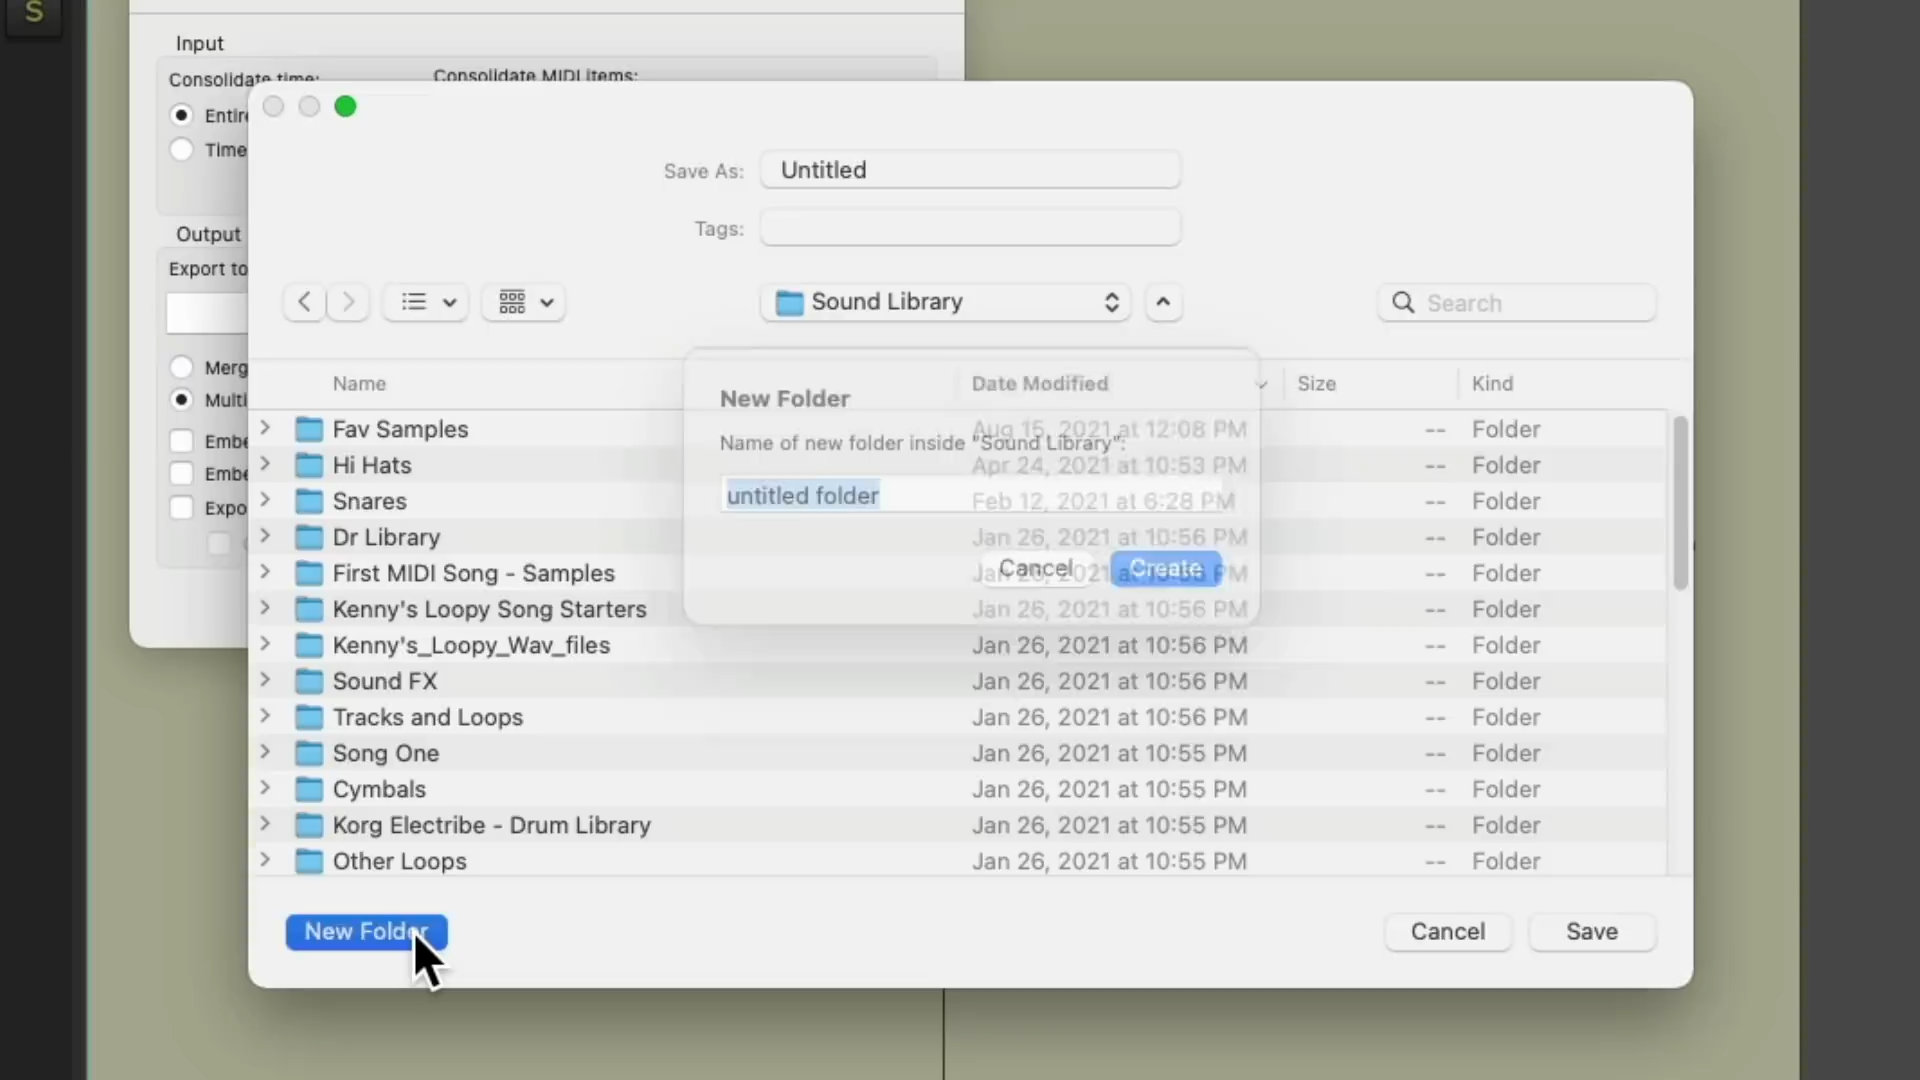 S
Input
Consolidate time:
Consolidate MIDI items:
Entire
Time
Output
Export to
Merg
Multi
Embe
Embe
Expo
Save As: Untitled
Tags:
Sound Library
Search
Name Date Modified Size Kind
New Folder
Name of new folder inside "Sound Library":
untitled folder
Cancel Create
Fav Samples Aug 15, 2021 at 12:08 PM -- Folder
Hi Hats Apr 24, 2021 at 10:53 PM -- Folder
Snares Feb 12, 2021 at 6:28 PM -- Folder
Dr Library Jan 26, 2021 at 10:56 PM -- Folder
First MIDI Song - Samples Jan 26, 2021 at 10:56 PM -- Folder
Kenny's Loopy Song Starters Jan 26, 2021 at 10:56 PM -- Folder
Kenny's_Loopy_Wav_files Jan 26, 2021 at 10:56 PM -- Folder
Sound FX Jan 26, 2021 at 10:56 PM -- Folder
Tracks and Loops Jan 26, 2021 at 10:56 PM -- Folder
Song One Jan 26, 2021 at 10:55 PM -- Folder
Cymbals Jan 26, 2021 at 10:55 PM -- Folder
Korg Electribe - Drum Library Jan 26, 2021 at 10:55 PM -- Folder
Other Loops Jan 26, 2021 at 10:55 PM -- Folder
New Folder
Cancel
Save